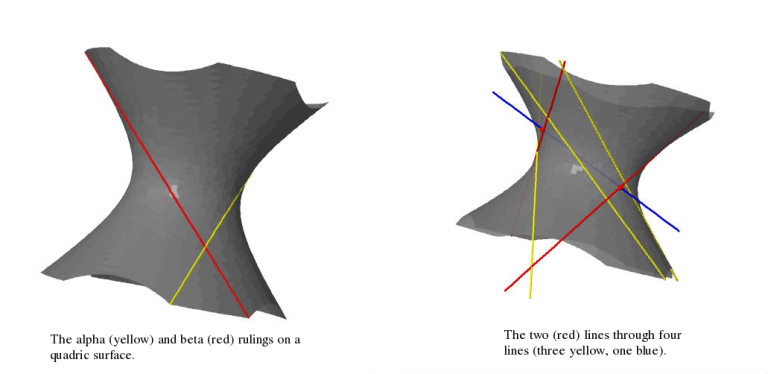 The alpha (yellow) and beta (red) rulings on a
quadric surface.
The two (red) lines through four
lines (three yellow, one blue).